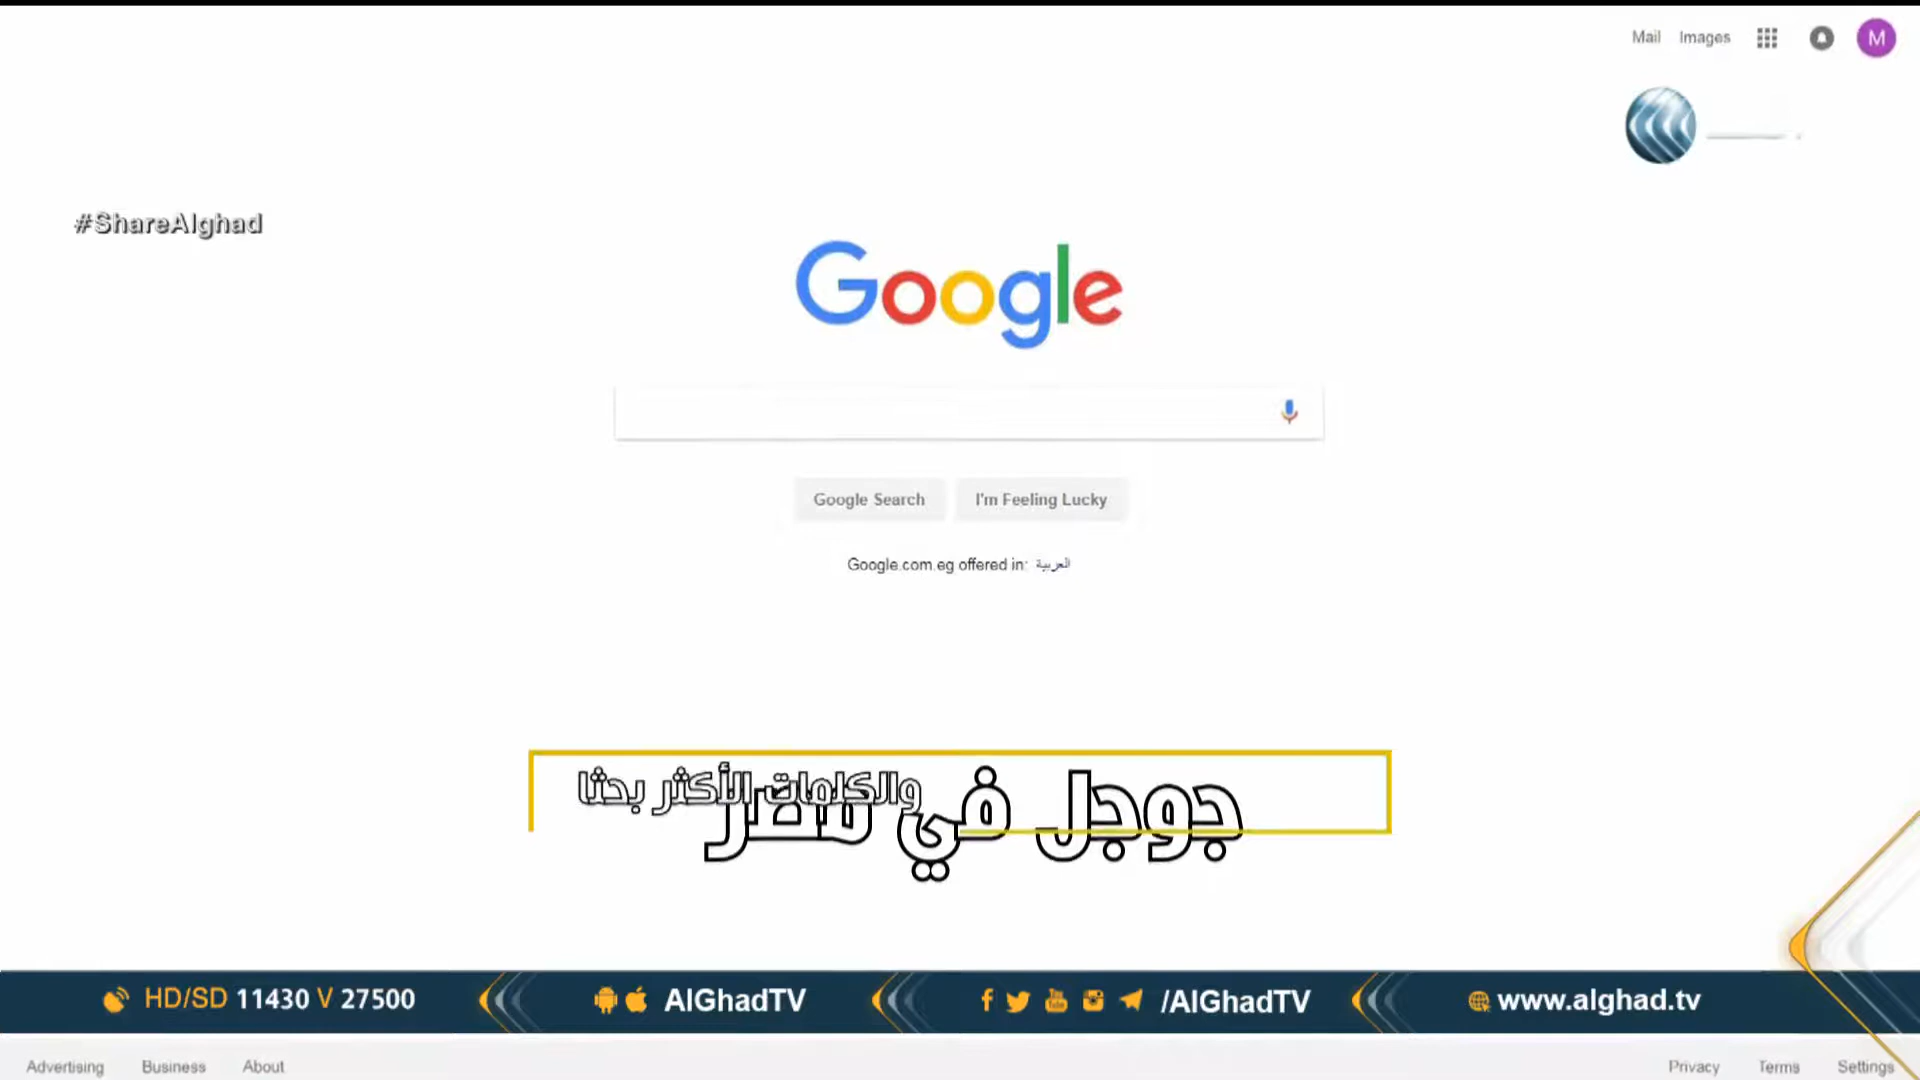 Mail Images M
#ShareAlghad
Google
Google Search I'm Feeling Lucky
Google.com.eg offered in: العربية
جوجل في مصر
والكلمات الأكثر بحثا
HD/SD 11430 V 27500 AlGhadTV /AlGhadTV www.alghad.tv
Advertising Business About Privacy Terms Settings